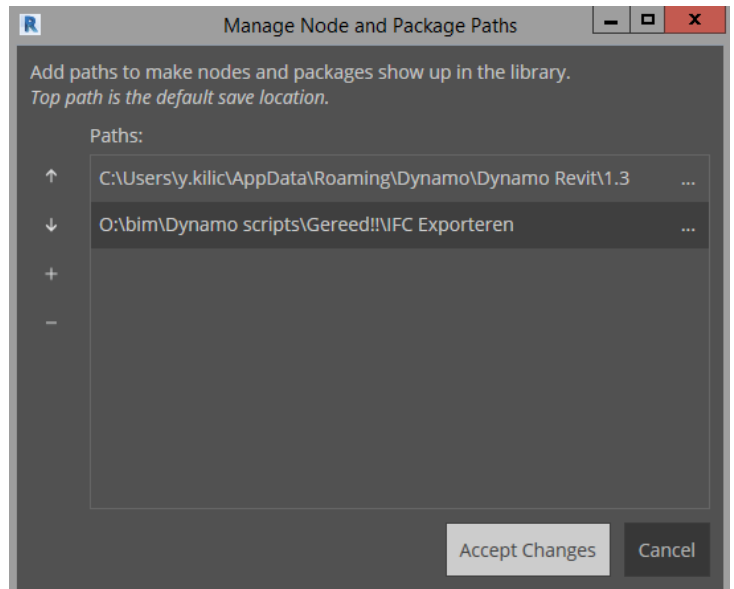 R
Manage Node and Package Paths
Add paths to make nodes and packages show up in the library.
Top path is the default save location.
Paths:
C:\Users\y.kilic\AppData\Roaming\Dynamo\Dynamo Revit\1.3 ...
O:\bim\Dynamo scripts\Gereed!!\IFC Exporteren ...
Accept Changes Cancel